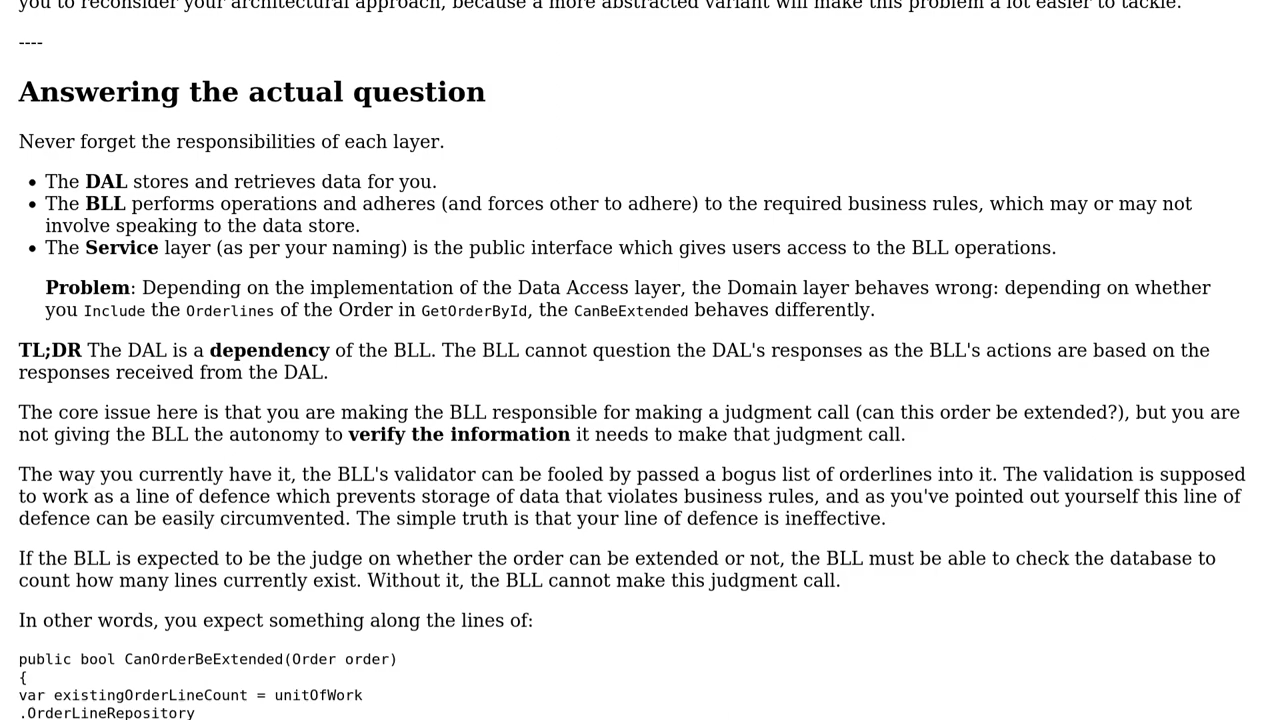 you to reconsider your architectural approach, because a more abstracted variant will make this problem a lot easier to tackle.
----
Answering the actual question
Never forget the responsibilities of each layer.
• The DAL stores and retrieves data for you.
• The BLL performs operations and adheres (and forces other to adhere) to the required business rules, which may or may not
involve speaking to the data store.
• The Service layer (as per your naming) is the public interface which gives users access to the BLL operations.
Problem: Depending on the implementation of the Data Access layer, the Domain layer behaves wrong: depending on whether
you Include the Orderlines of the Order in GetOrderById, the CanBeExtended behaves differently.
TL;DR The DAL is a dependency of the BLL. The BLL cannot question the DAL's responses as the BLL's actions are based on the
responses received from the DAL.
The core issue here is that you are making the BLL responsible for making a judgment call (can this order be extended?), but you are
not giving the BLL the autonomy to verify the information it needs to make that judgment call.
The way you currently have it, the BLL's validator can be fooled by passed a bogus list of orderlines into it. The validation is supposed
to work as a line of defence which prevents storage of data that violates business rules, and as you've pointed out yourself this line of
defence can be easily circumvented. The simple truth is that your line of defence is ineffective.
If the BLL is expected to be the judge on whether the order can be extended or not, the BLL must be able to check the database to
count how many lines currently exist. Without it, the BLL cannot make this judgment call.
In other words, you expect something along the lines of:
public bool CanOrderBeExtended(Order order)
{
var existingOrderLineCount = unitOfWork
.OrderLineRepository